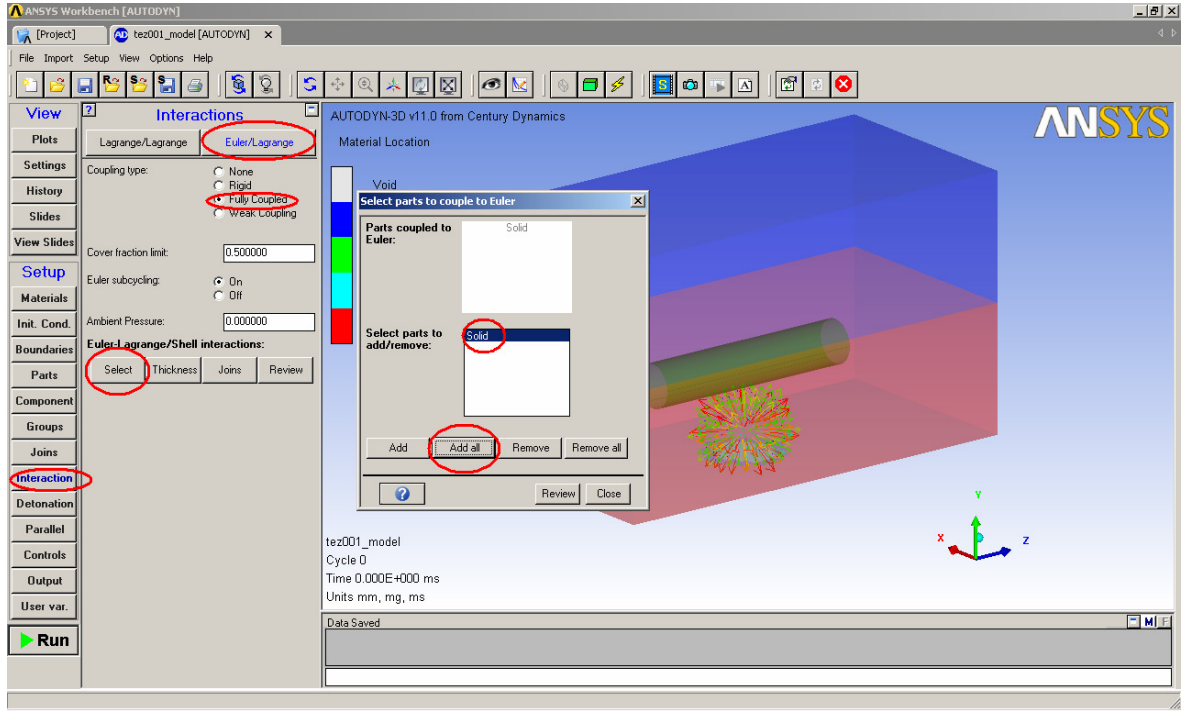 ANSYS Workbench [AUTODYN]
[Project]
AD tez001_model [AUTODYN] ×
File Import Setup View Options Help
View
Plots
Settings
History
Slides
View Slides
Setup
Materials
Init. Cond.
Boundaries
Parts
Component
Groups
Joins
Interaction
Detonation
Parallel
Controls
Output
User var.
Run
? Interactions
Lagrange/Lagrange Euler/Lagrange
Coupling type: None
Rigid
Fully Coupled
Weak Coupling
Cover fraction limit: 0.500000
Euler subcycling: On
Off
Ambient Pressure: 0.000000
Euler-Lagrange/Shell interactions:
Select Thickness Joins Review
AUTODYN-3D v11.0 from Century Dynamics
Material Location
Void
ANSYS
Select parts to couple to Euler
Parts coupled to
Euler:
Solid
Select parts to
add/remove:
Solid
Add Add all Remove Remove all
? Review Close
Y
X
Z
tez001_model
Cycle 0
Time 0.000E+000 ms
Units mm, mg, ms
Data Saved
M F